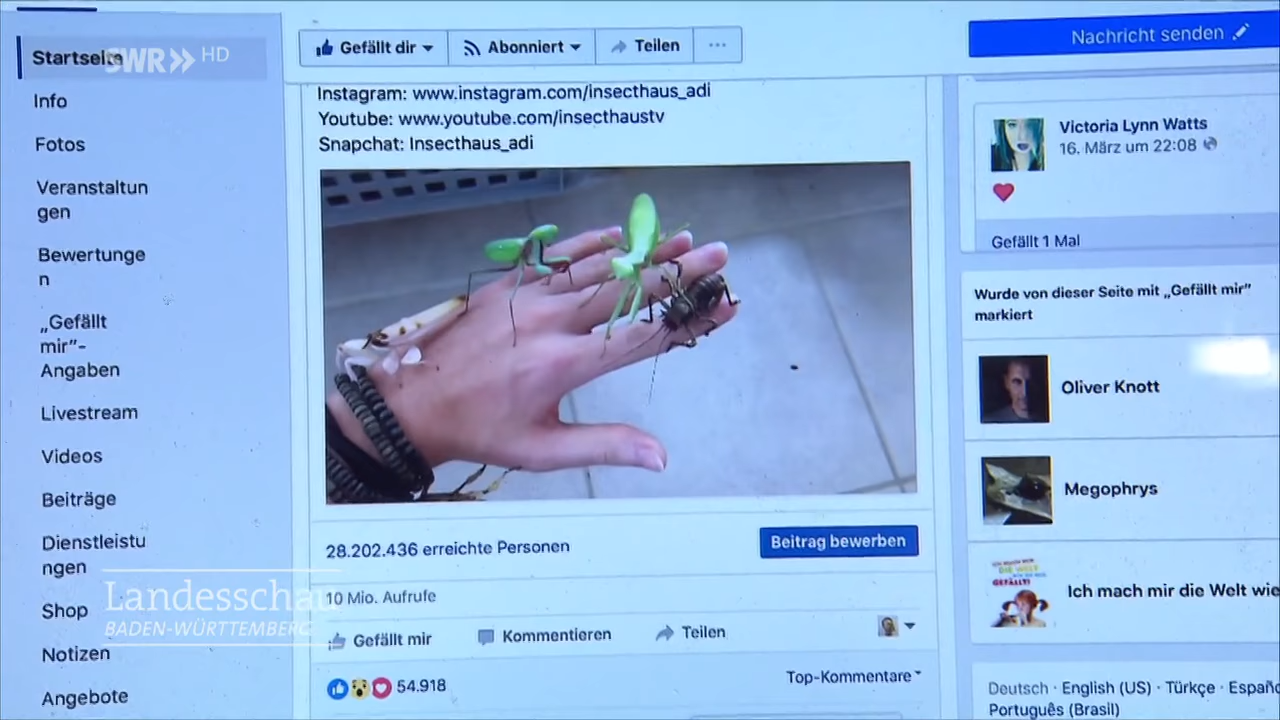 Startseite
Info
Fotos
Veranstaltun
gen
Bewertunge
n
„Gefällt
mir"-
Angaben
Livestream
Videos
Beiträge
Dienstleistu
ngen
Shop
Notizen
Angebote
SWR HD
Landesschau
BADEN-WÜRTTEMBERG
Gefällt dir
Abonniert
Teilen
...
Nachricht senden
Instagram: www.instagram.com/insecthaus_adi
Youtube: www.youtube.com/insecthaustv
Snapchat: Insecthaus_adi
28.202.436 erreichte Personen
Beitrag bewerben
10 Mio. Aufrufe
Gefällt mir
Kommentieren
Teilen
54.918
Top-Kommentare
Victoria Lynn Watts
16. März um 22:08
Gefällt 1 Mal
Wurde von dieser Seite mit „Gefällt mir"
markiert
Oliver Knott
Megophrys
Ich mach mir die Welt wie
Deutsch · English (US) · Türkçe · Españo
Português (Brasil)